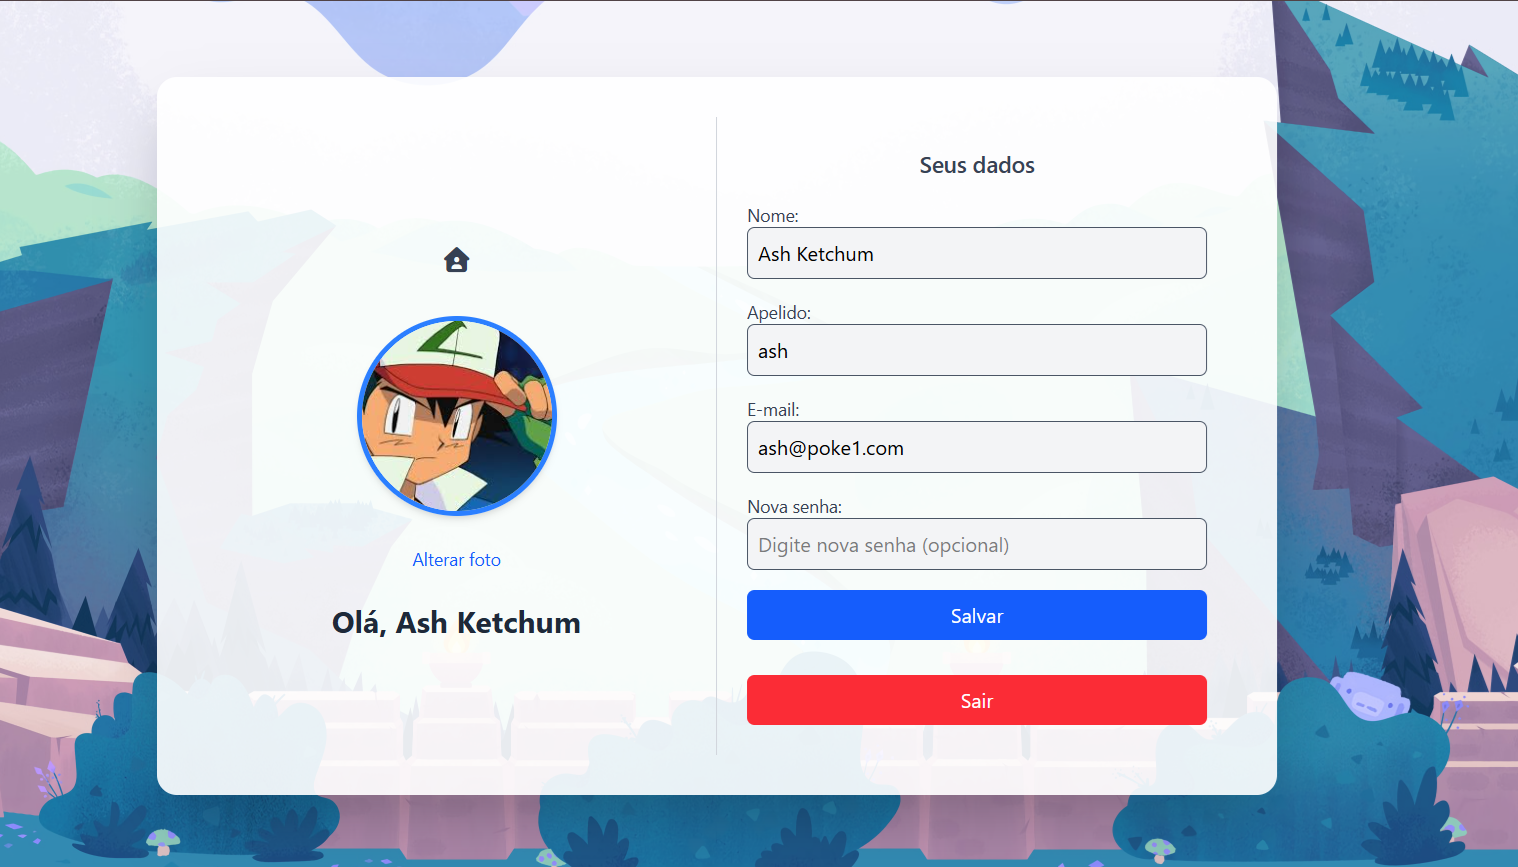 Alterar foto
Olá, Ash Ketchum
Seus dados
Nome:
Ash Ketchum
Apelido:
ash
E-mail:
ash@poke1.com
Nova senha:
Digite nova senha (opcional)
Salvar
Sair